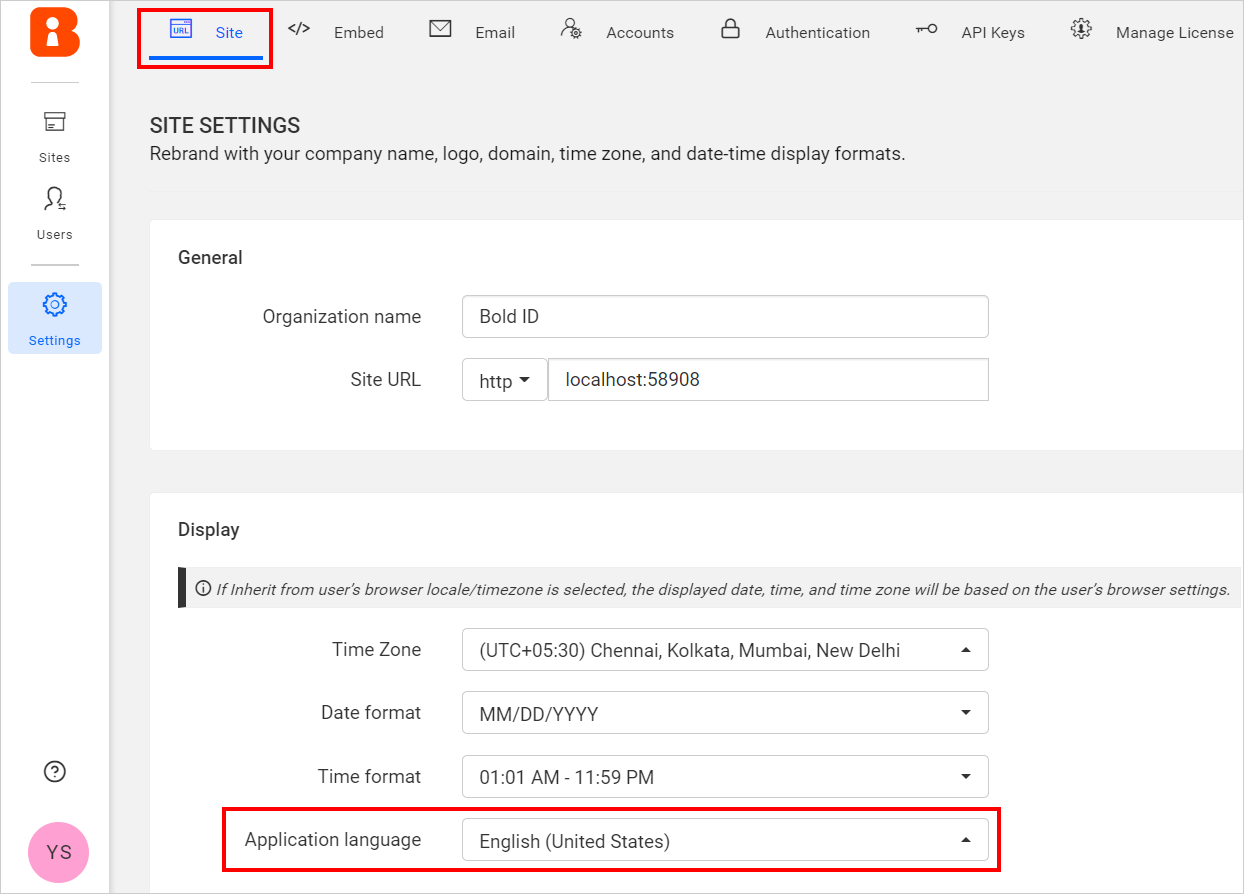 URL Site </> Embed Email Accounts Authentication API Keys Manage License
Sites
Users
Settings
YS
SITE SETTINGS
Rebrand with your company name, logo, domain, time zone, and date-time display formats.
General
Organization name Bold ID
Site URL http localhost:58908
Display
If Inherit from user’s browser locale/timezone is selected, the displayed date, time, and time zone will be based on the user’s browser settings.
Time Zone (UTC+05:30) Chennai, Kolkata, Mumbai, New Delhi
Date format MM/DD/YYYY
Time format 01:01 AM - 11:59 PM
Application language English (United States)